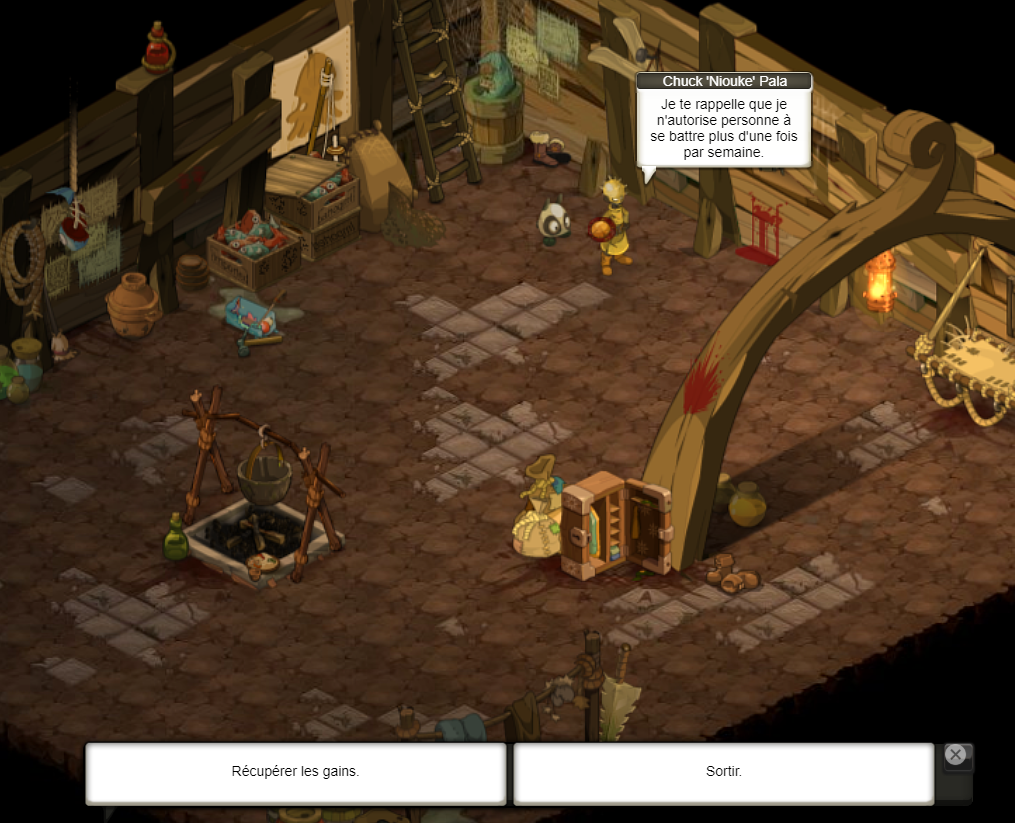 Chuck 'Niouke' Pala
Je te rappelle que je
n'autorise personne à
se battre plus d'une fois
par semaine.
Récupérer les gains.
Sortir.